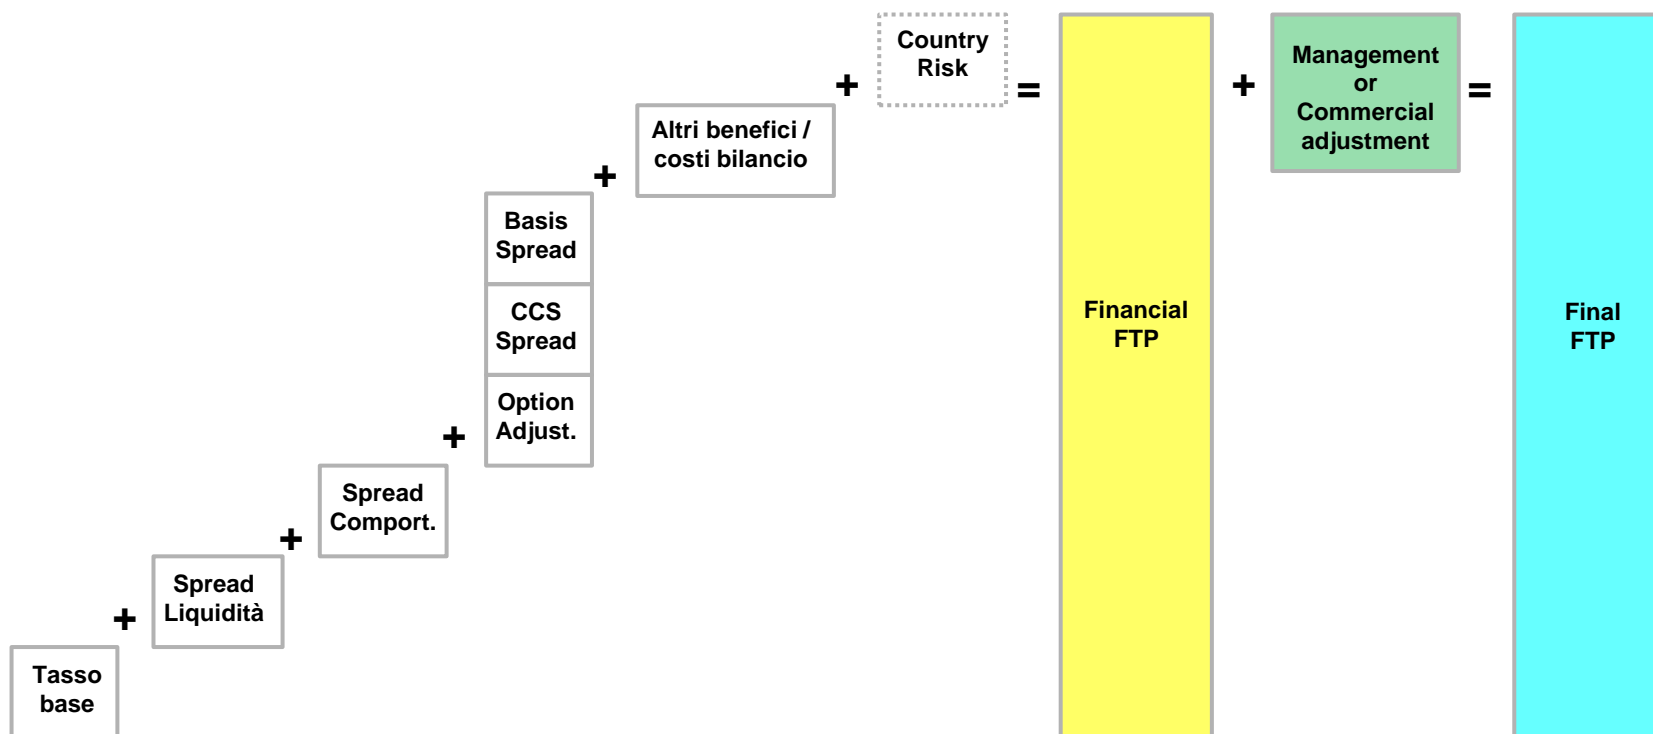 Tasso
base
+
Spread
Liquidità
+
Spread
Comport.
+
Basis
Spread
CCS
Spread
Option
Adjust.
+
Altri benefici /
costi bilancio
+
Country
Risk
=
Financial
FTP
+
Management
or
Commercial
adjustment
=
Final
FTP